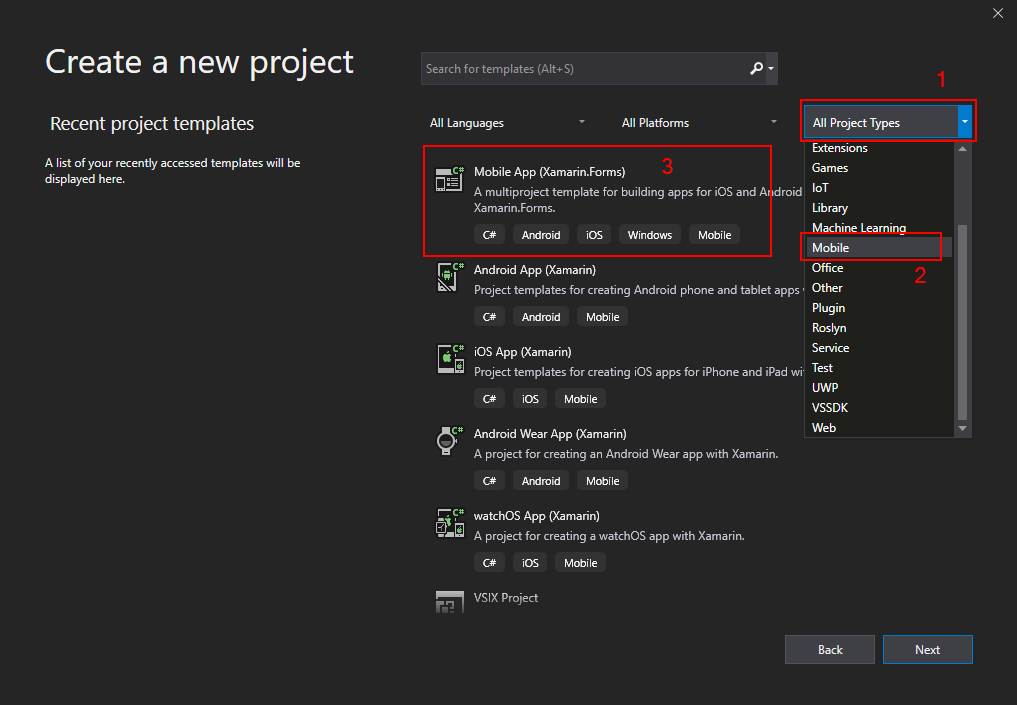 Create a new project
Search for templates (Alt+S)
1
Recent project templates
All Languages
All Platforms
All Project Types
A list of your recently accessed templates will be
displayed here.
3
Mobile App (Xamarin.Forms)
A multiproject template for building apps for iOS and Android
Xamarin.Forms.
C# Android iOS Windows Mobile
Android App (Xamarin)
Project templates for creating Android phone and tablet apps
C# Android Mobile
iOS App (Xamarin)
Project templates for creating iOS apps for iPhone and iPad
C# iOS Mobile
Android Wear App (Xamarin)
A project for creating an Android Wear app with Xamarin.
C# Android Mobile
watchOS App (Xamarin)
A project for creating a watchOS app with Xamarin.
C# iOS Mobile
VSIX Project
Extensions
Games
IoT
Library
Machine Learning
Mobile
2
Office
Other
Plugin
Roslyn
Service
Test
UWP
VSSDK
Web
Back
Next